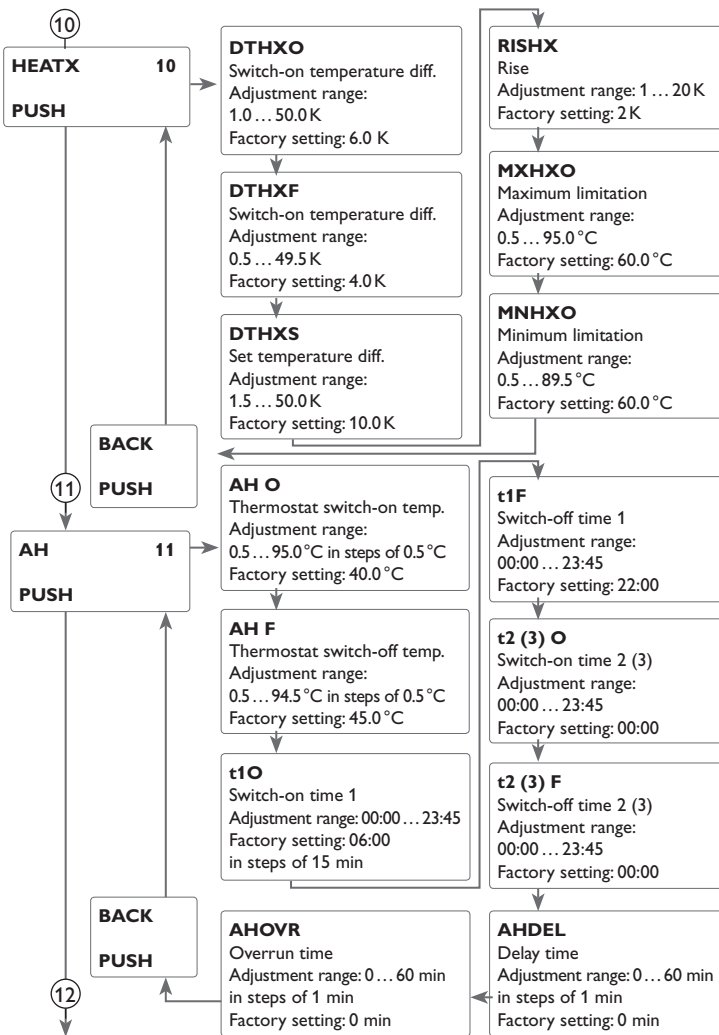 10
HEATX 10
PUSH
DTHXO
Switch-on temperature diff.
Adjustment range:
1.0 … 50.0 K
Factory setting: 6.0 K
DTHXF
Switch-on temperature diff.
Adjustment range:
0.5 … 49.5 K
Factory setting: 4.0 K
DTHXS
Set temperature diff.
Adjustment range:
1.5 … 50.0 K
Factory setting: 10.0 K
RISHX
Rise
Adjustment range: 1 … 20 K
Factory setting: 2 K
MXHXO
Maximum limitation
Adjustment range:
0.5 … 95.0 °C
Factory setting: 60.0 °C
MNHXO
Minimum limitation
Adjustment range:
0.5 … 89.5 °C
Factory setting: 60.0 °C
BACK
PUSH
11
AH 11
PUSH
AH O
Thermostat switch-on temp.
Adjustment range:
0.5 … 95.0 °C in steps of 0.5 °C
Factory setting: 40.0 °C
AH F
Thermostat switch-off temp.
Adjustment range:
0.5 … 94.5 °C in steps of 0.5 °C
Factory setting: 45.0 °C
t1O
Switch-on time 1
Adjustment range: 00:00 … 23:45
Factory setting: 06:00
in steps of 15 min
t1F
Switch-off time 1
Adjustment range:
00:00 … 23:45
Factory setting: 22:00
t2 (3) O
Switch-on time 2 (3)
Adjustment range:
00:00 … 23:45
Factory setting: 00:00
t2 (3) F
Switch-off time 2 (3)
Adjustment range:
00:00 … 23:45
Factory setting: 00:00
AHDEL
Delay time
Adjustment range: 0 … 60 min
in steps of 1 min
Factory setting: 0 min
AHOVR
Overrun time
Adjustment range: 0 … 60 min
in steps of 1 min
Factory setting: 0 min
BACK
PUSH
12